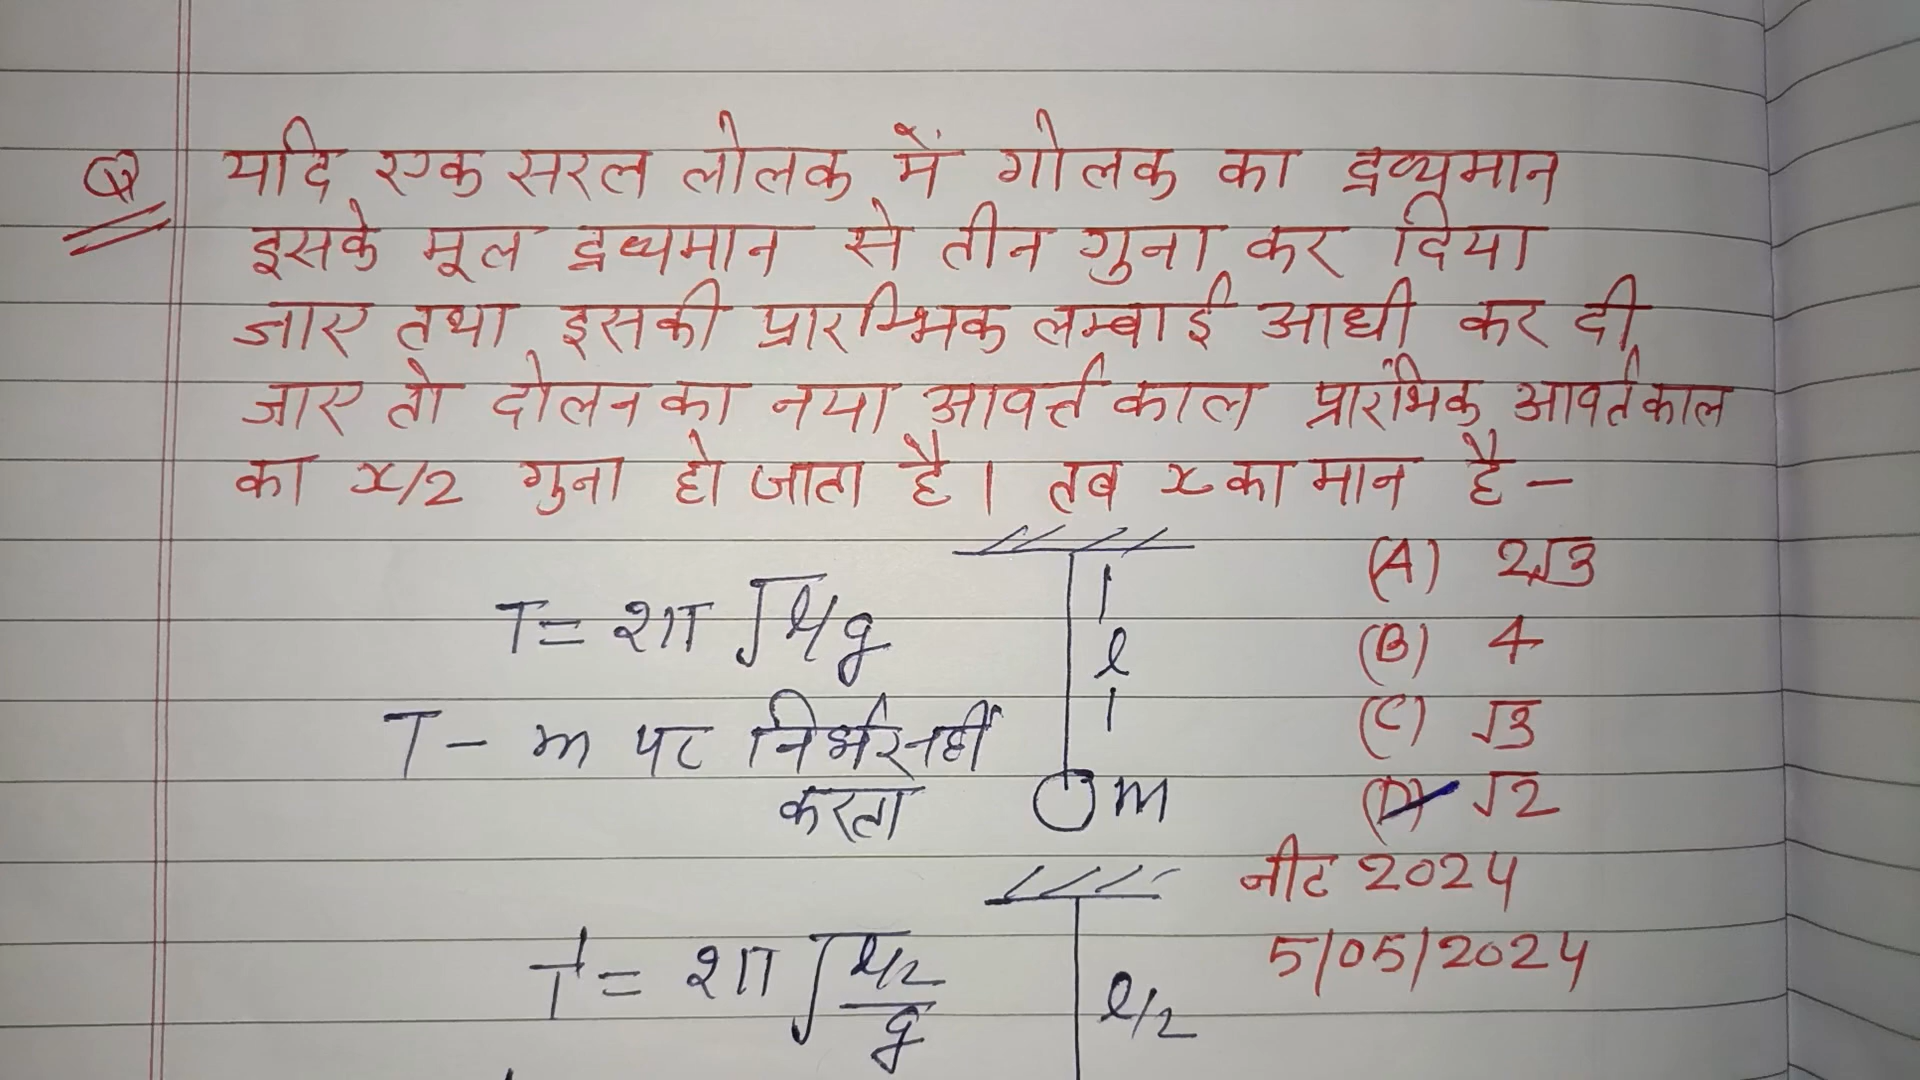 Q यदि एक सरल लोलक में गोलक का द्रव्यमान
इसके मूल द्रव्यमान से तीन गुना कर दिया
जाए तथा इसकी प्रारम्भिक लम्बाई आधी कर दी
जाए तो दोलन का नया आवर्त्त काल प्रारंभिक आवर्तकाल
का x/2 गुना हो जाता है। तब x का मान है –
(A) 2√3
T = 2π √l/g
l
(B) 4
T – m पर निर्भर नहीं
(C) √3
करता
m
(D) √2
नीट 2024
T' = 2π √(l/2)/g
l/2
5/05/2024